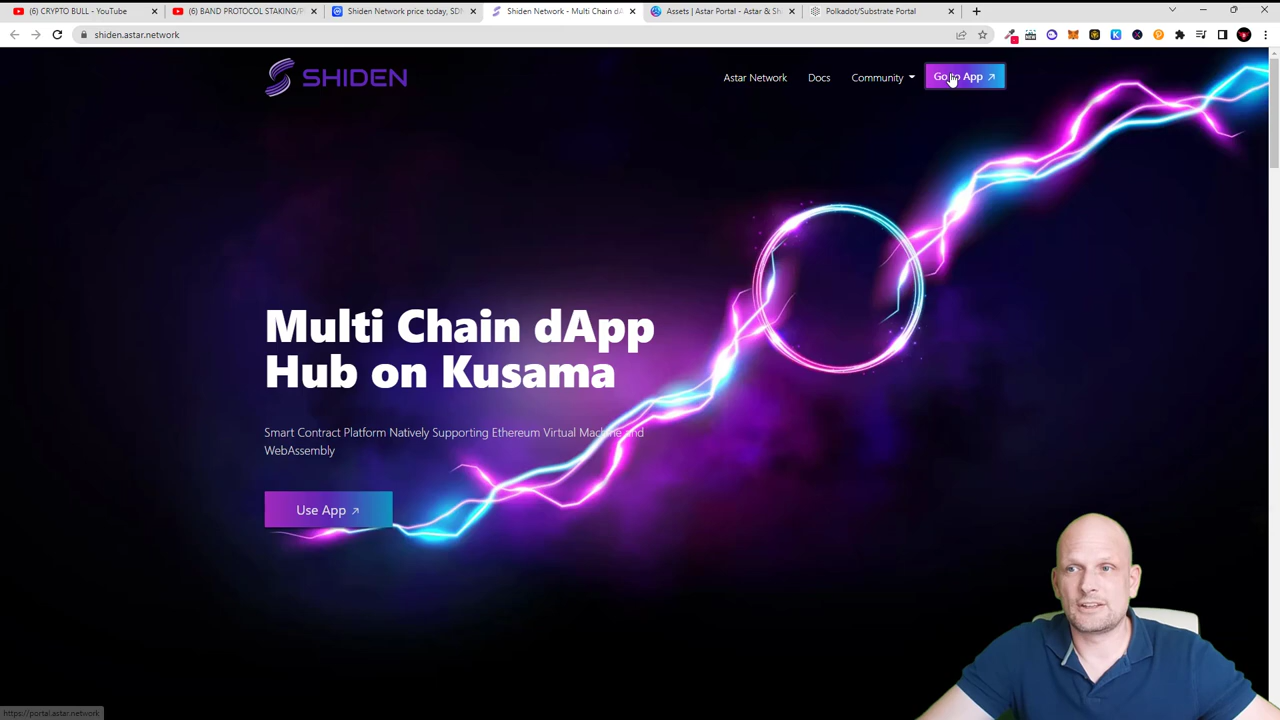 (6) CRYPTO BULL - YouTube
(6) BAND PROTOCOL STAKING/P
Shiden Network price today, SDN
Shiden Network - Multi Chain dA
Assets | Astar Portal - Astar & Sh
Polkadot/Substrate Portal
shiden.astar.network
SHIDEN
Astar Network
Docs
Community
Go to App
Multi Chain dApp
Hub on Kusama
Smart Contract Platform Natively Supporting Ethereum Virtual Machine and
WebAssembly
Use App
https://portal.astar.network